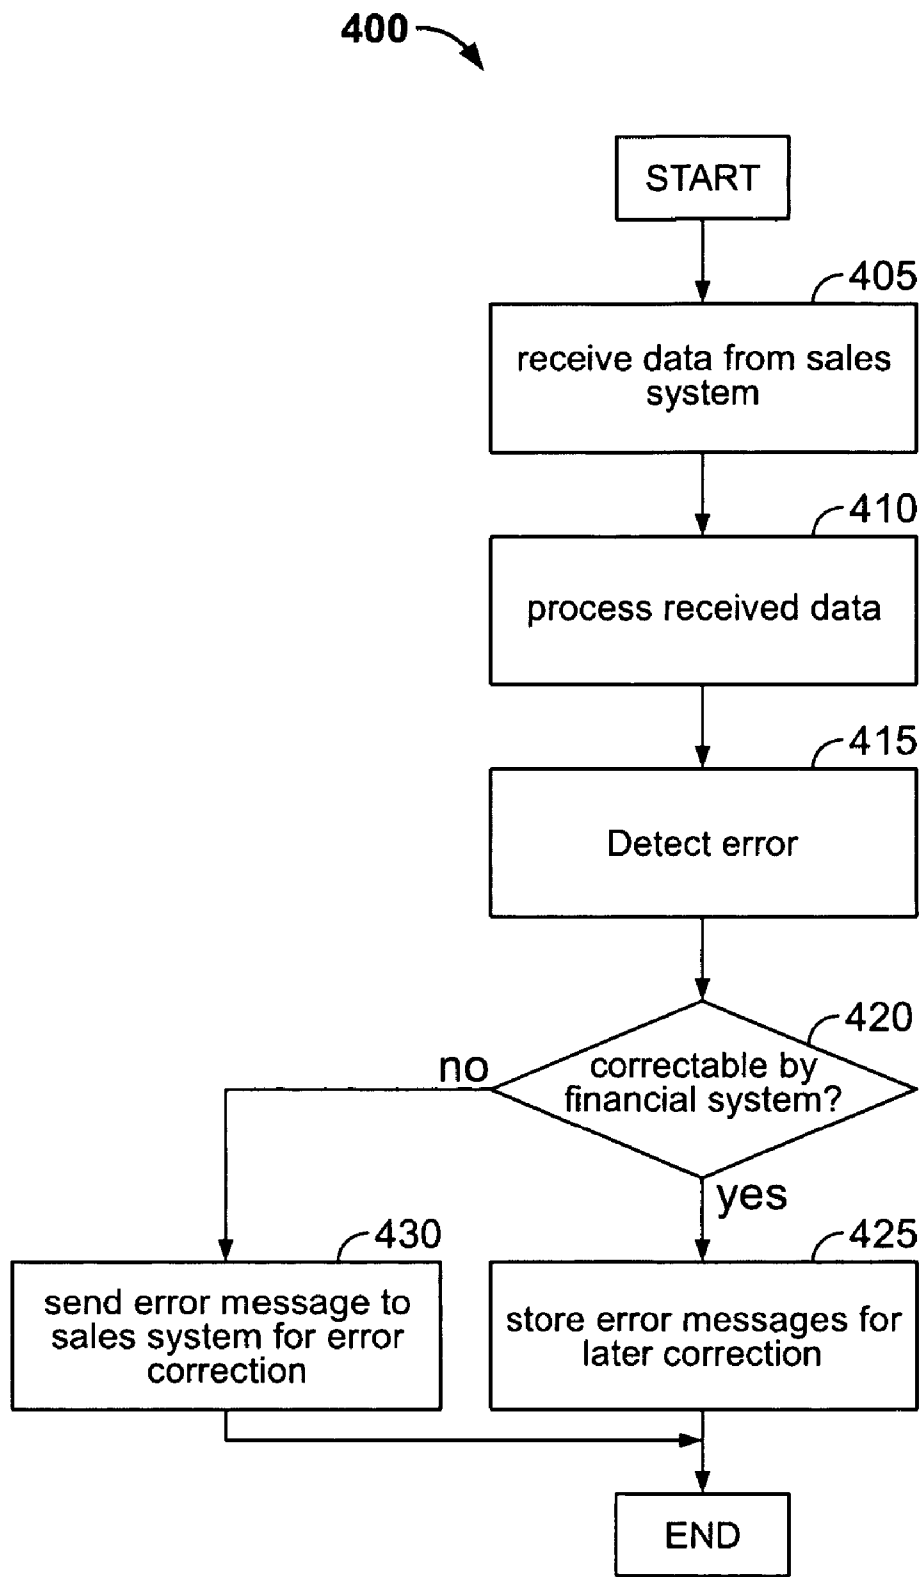 400
START
405
receive data from sales
system
410
process received data
415
Detect error
420
correctable by
financial system?
no
yes
430
send error message to
sales system for error
correction
425
store error messages for
later correction
END